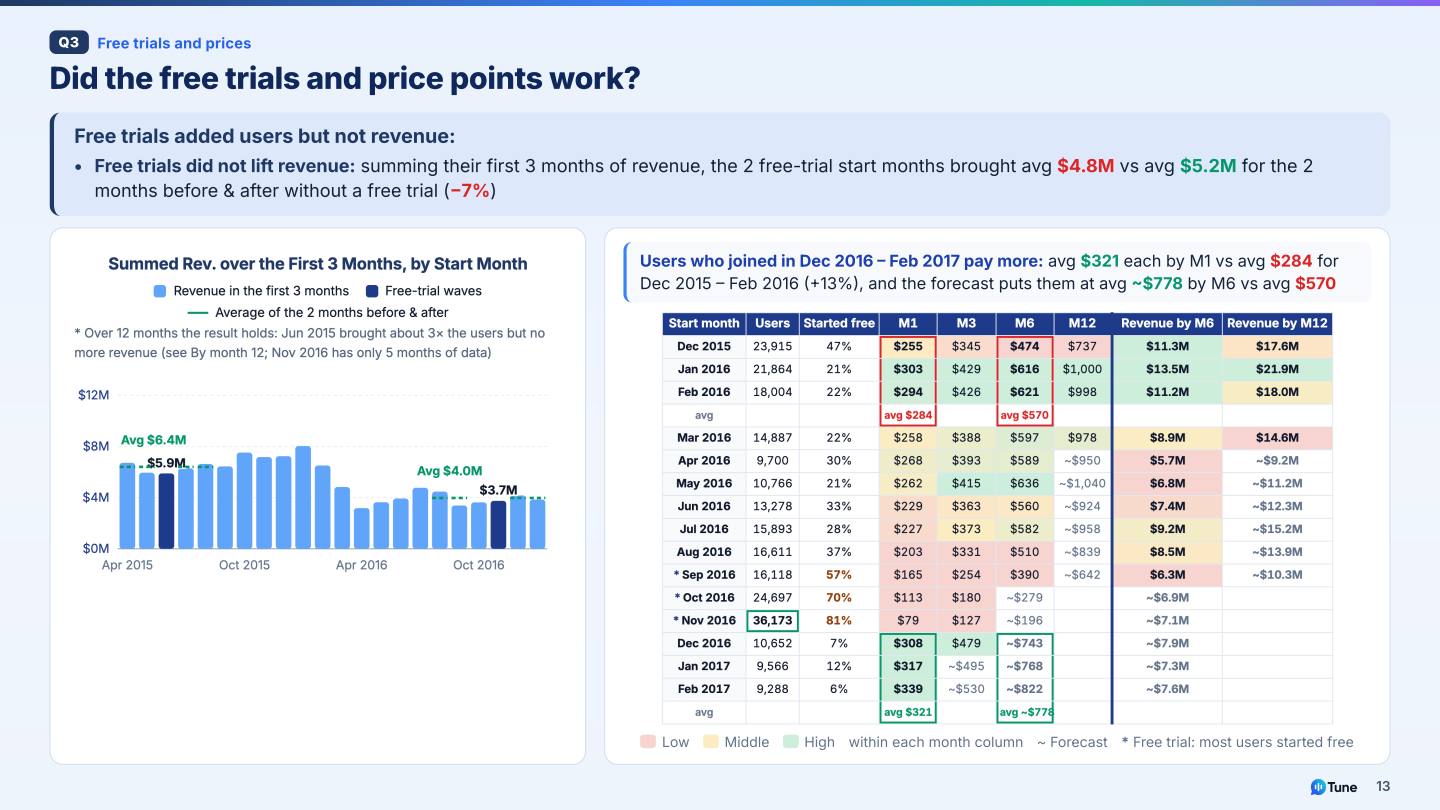 Q3 Free trials and prices
Did the free trials and price points work?
Free trials added users but not revenue:
• Free trials did not lift revenue: summing their first 3 months of revenue, the 2 free-trial start months brought avg $4.8M vs avg $5.2M for the 2
months before & after without a free trial (−7%)
Summed Rev. over the First 3 Months, by Start Month
Revenue in the first 3 months Free-trial waves
Average of the 2 months before & after
* Over 12 months the result holds: Jun 2015 brought about 3× the users but no
more revenue (see By month 12; Nov 2016 has only 5 months of data)
$12M
$8M
Avg $6.4M
$5.9M
Avg $4.0M
$3.7M
$4M
$0M
Apr 2015 Oct 2015 Apr 2016 Oct 2016
Users who joined in Dec 2016 – Feb 2017 pay more: avg $321 each by M1 vs avg $284 for
Dec 2015 – Feb 2016 (+13%), and the forecast puts them at avg ~$778 by M6 vs avg $570
Start month Users Started free M1 M3 M6 M12 Revenue by M6 Revenue by M12
Dec 2015 23,915 47% $255 $345 $474 $737 $11.3M $17.6M
Jan 2016 21,864 21% $303 $429 $616 $1,000 $13.5M $21.9M
Feb 2016 18,004 22% $294 $426 $621 $998 $11.2M $18.0M
avg avg $284 avg $570
Mar 2016 14,887 22% $258 $388 $597 $978 $8.9M $14.6M
Apr 2016 9,700 30% $268 $393 $589 ~$950 $5.7M ~$9.2M
May 2016 10,766 21% $262 $415 $636 ~$1,040 $6.8M ~$11.2M
Jun 2016 13,278 33% $229 $363 $560 ~$924 $7.4M ~$12.3M
Jul 2016 15,893 28% $227 $373 $582 ~$958 $9.2M ~$15.2M
Aug 2016 16,611 37% $203 $331 $510 ~$839 $8.5M ~$13.9M
* Sep 2016 16,118 57% $165 $254 $390 ~$642 $6.3M ~$10.3M
* Oct 2016 24,697 70% $113 $180 ~$279 ~$6.9M
* Nov 2016 36,173 81% $79 $127 ~$196 ~$7.1M
Dec 2016 10,652 7% $308 $479 ~$743 ~$7.9M
Jan 2017 9,566 12% $317 ~$495 ~$768 ~$7.3M
Feb 2017 9,288 6% $339 ~$530 ~$822 ~$7.6M
avg avg $321 avg ~$778
Low Middle High within each month column ~ Forecast * Free trial: most users started free
Tune 13